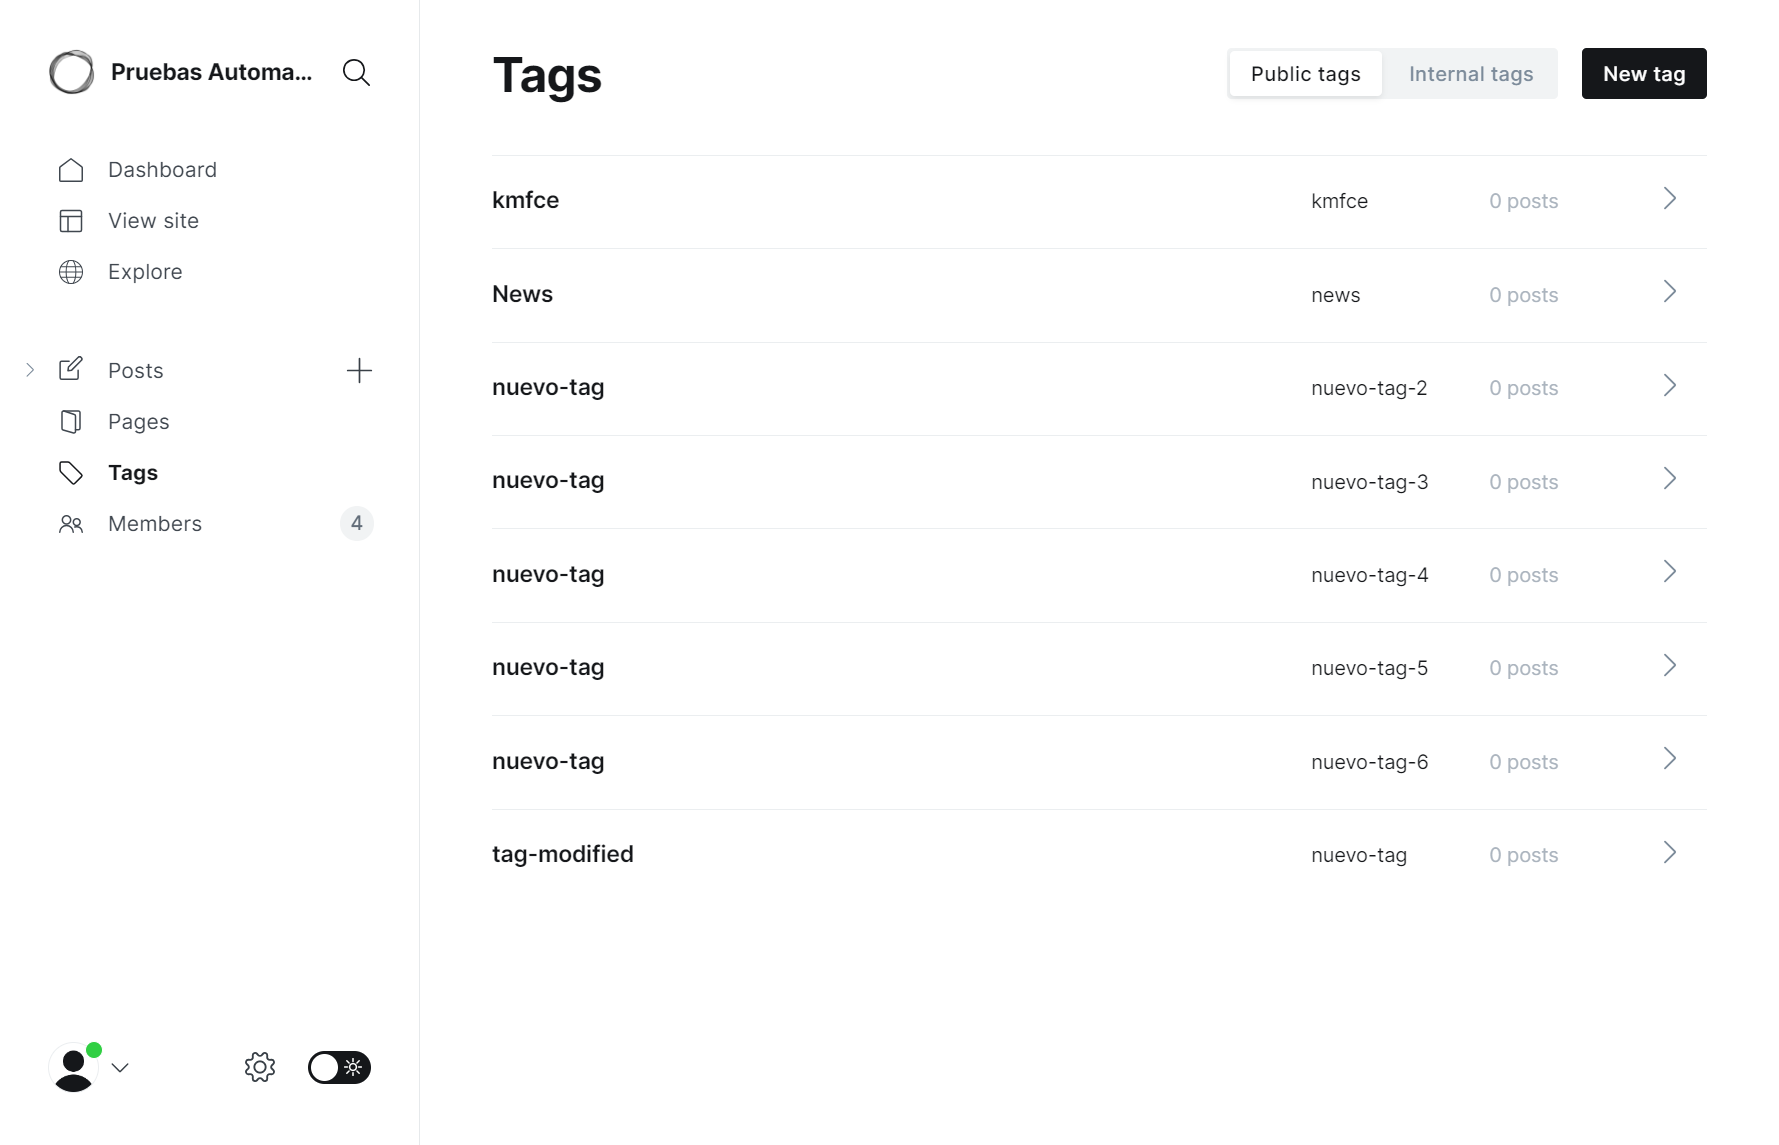 Pruebas Automa...
Dashboard
View site
Explore
Posts
Pages
Tags
Members 4
Tags
Public tags Internal tags New tag
kmfce kmfce 0 posts
News news 0 posts
nuevo-tag nuevo-tag-2 0 posts
nuevo-tag nuevo-tag-3 0 posts
nuevo-tag nuevo-tag-4 0 posts
nuevo-tag nuevo-tag-5 0 posts
nuevo-tag nuevo-tag-6 0 posts
tag-modified nuevo-tag 0 posts